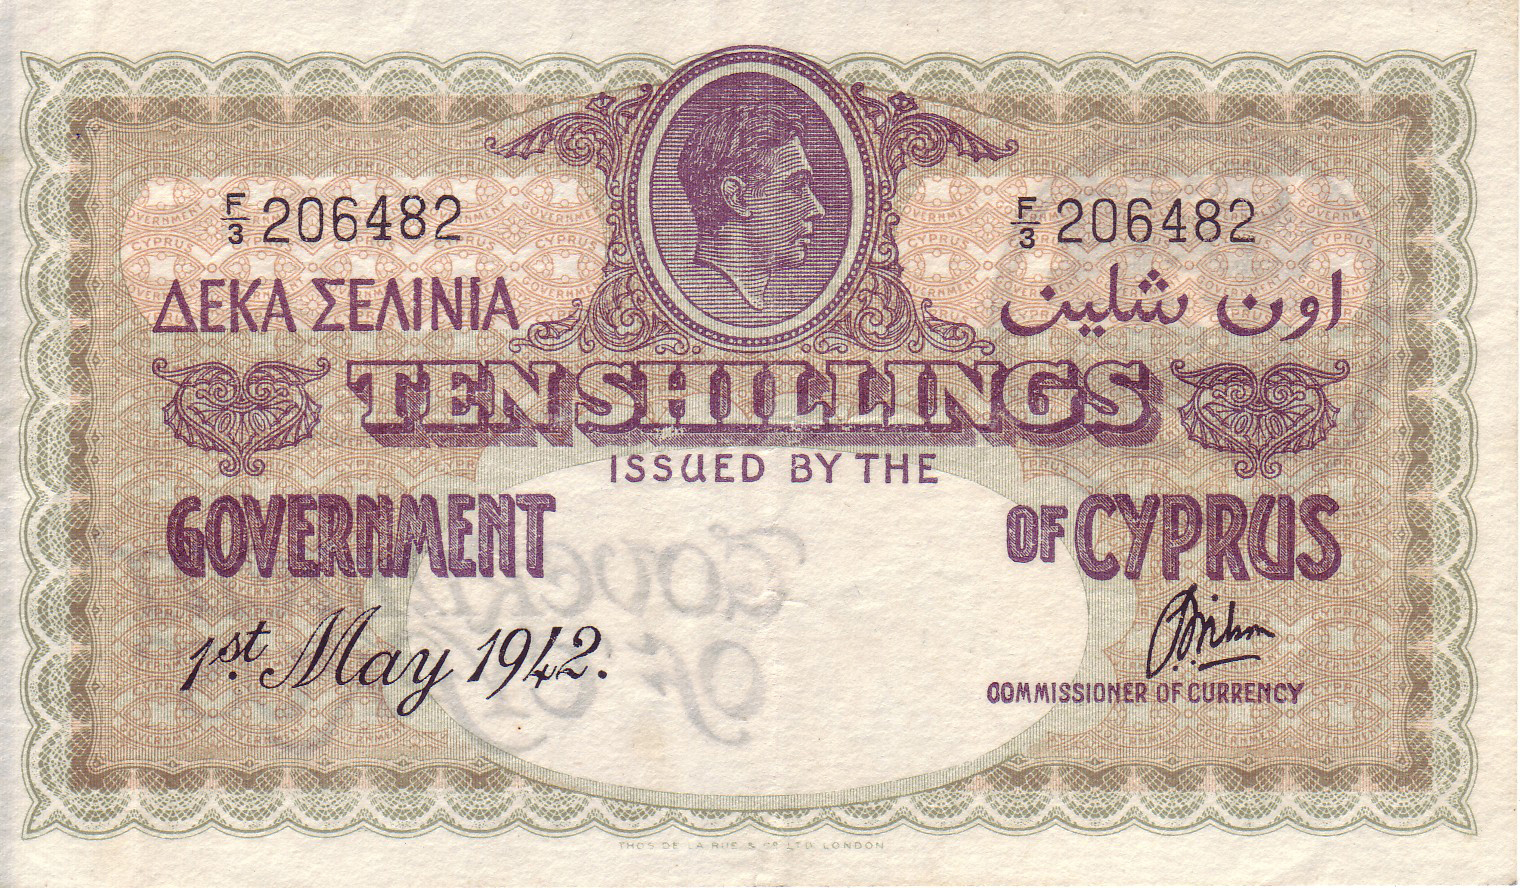 F/3 206482 F/3 206482
ΔΕΚΑ ΣΕΛΙΝΙΑ اون شلين
TEN SHILLINGS
ISSUED BY THE
GOVERNMENT OF CYPRUS
1st. May 1942.
COMMISSIONER OF CURRENCY
THOS DE LA RUE & Co. LTD. LONDON